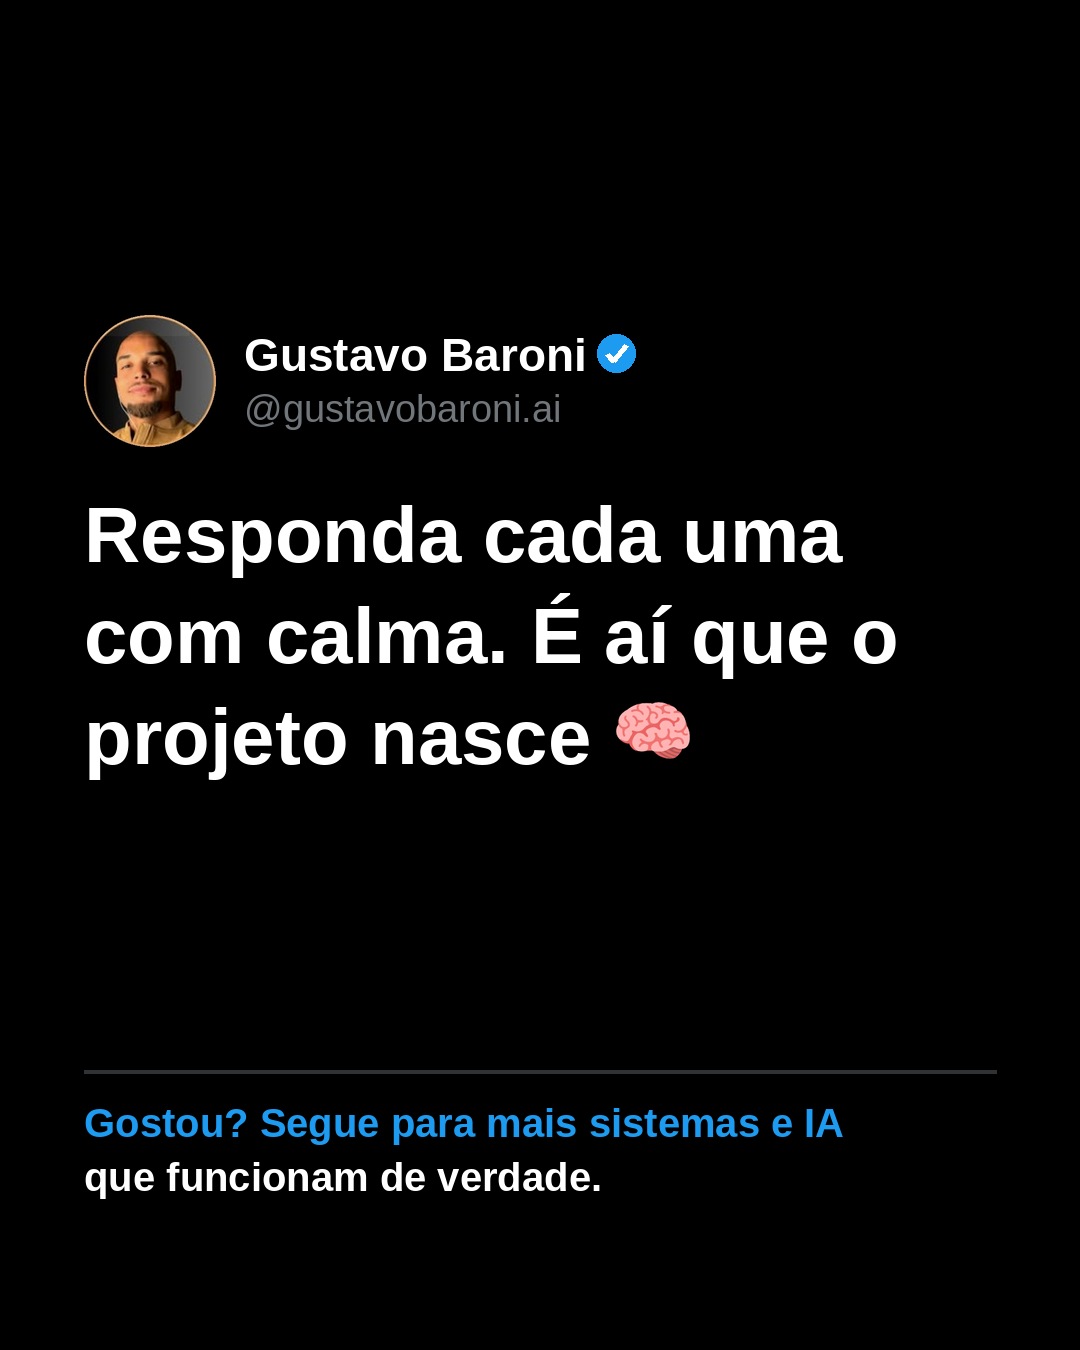 Gustavo Baroni
@gustavobaroni.ai
Responda cada uma
com calma. É aí que o
projeto nasce 🧠
Gostou? Segue para mais sistemas e IA
que funcionam de verdade.